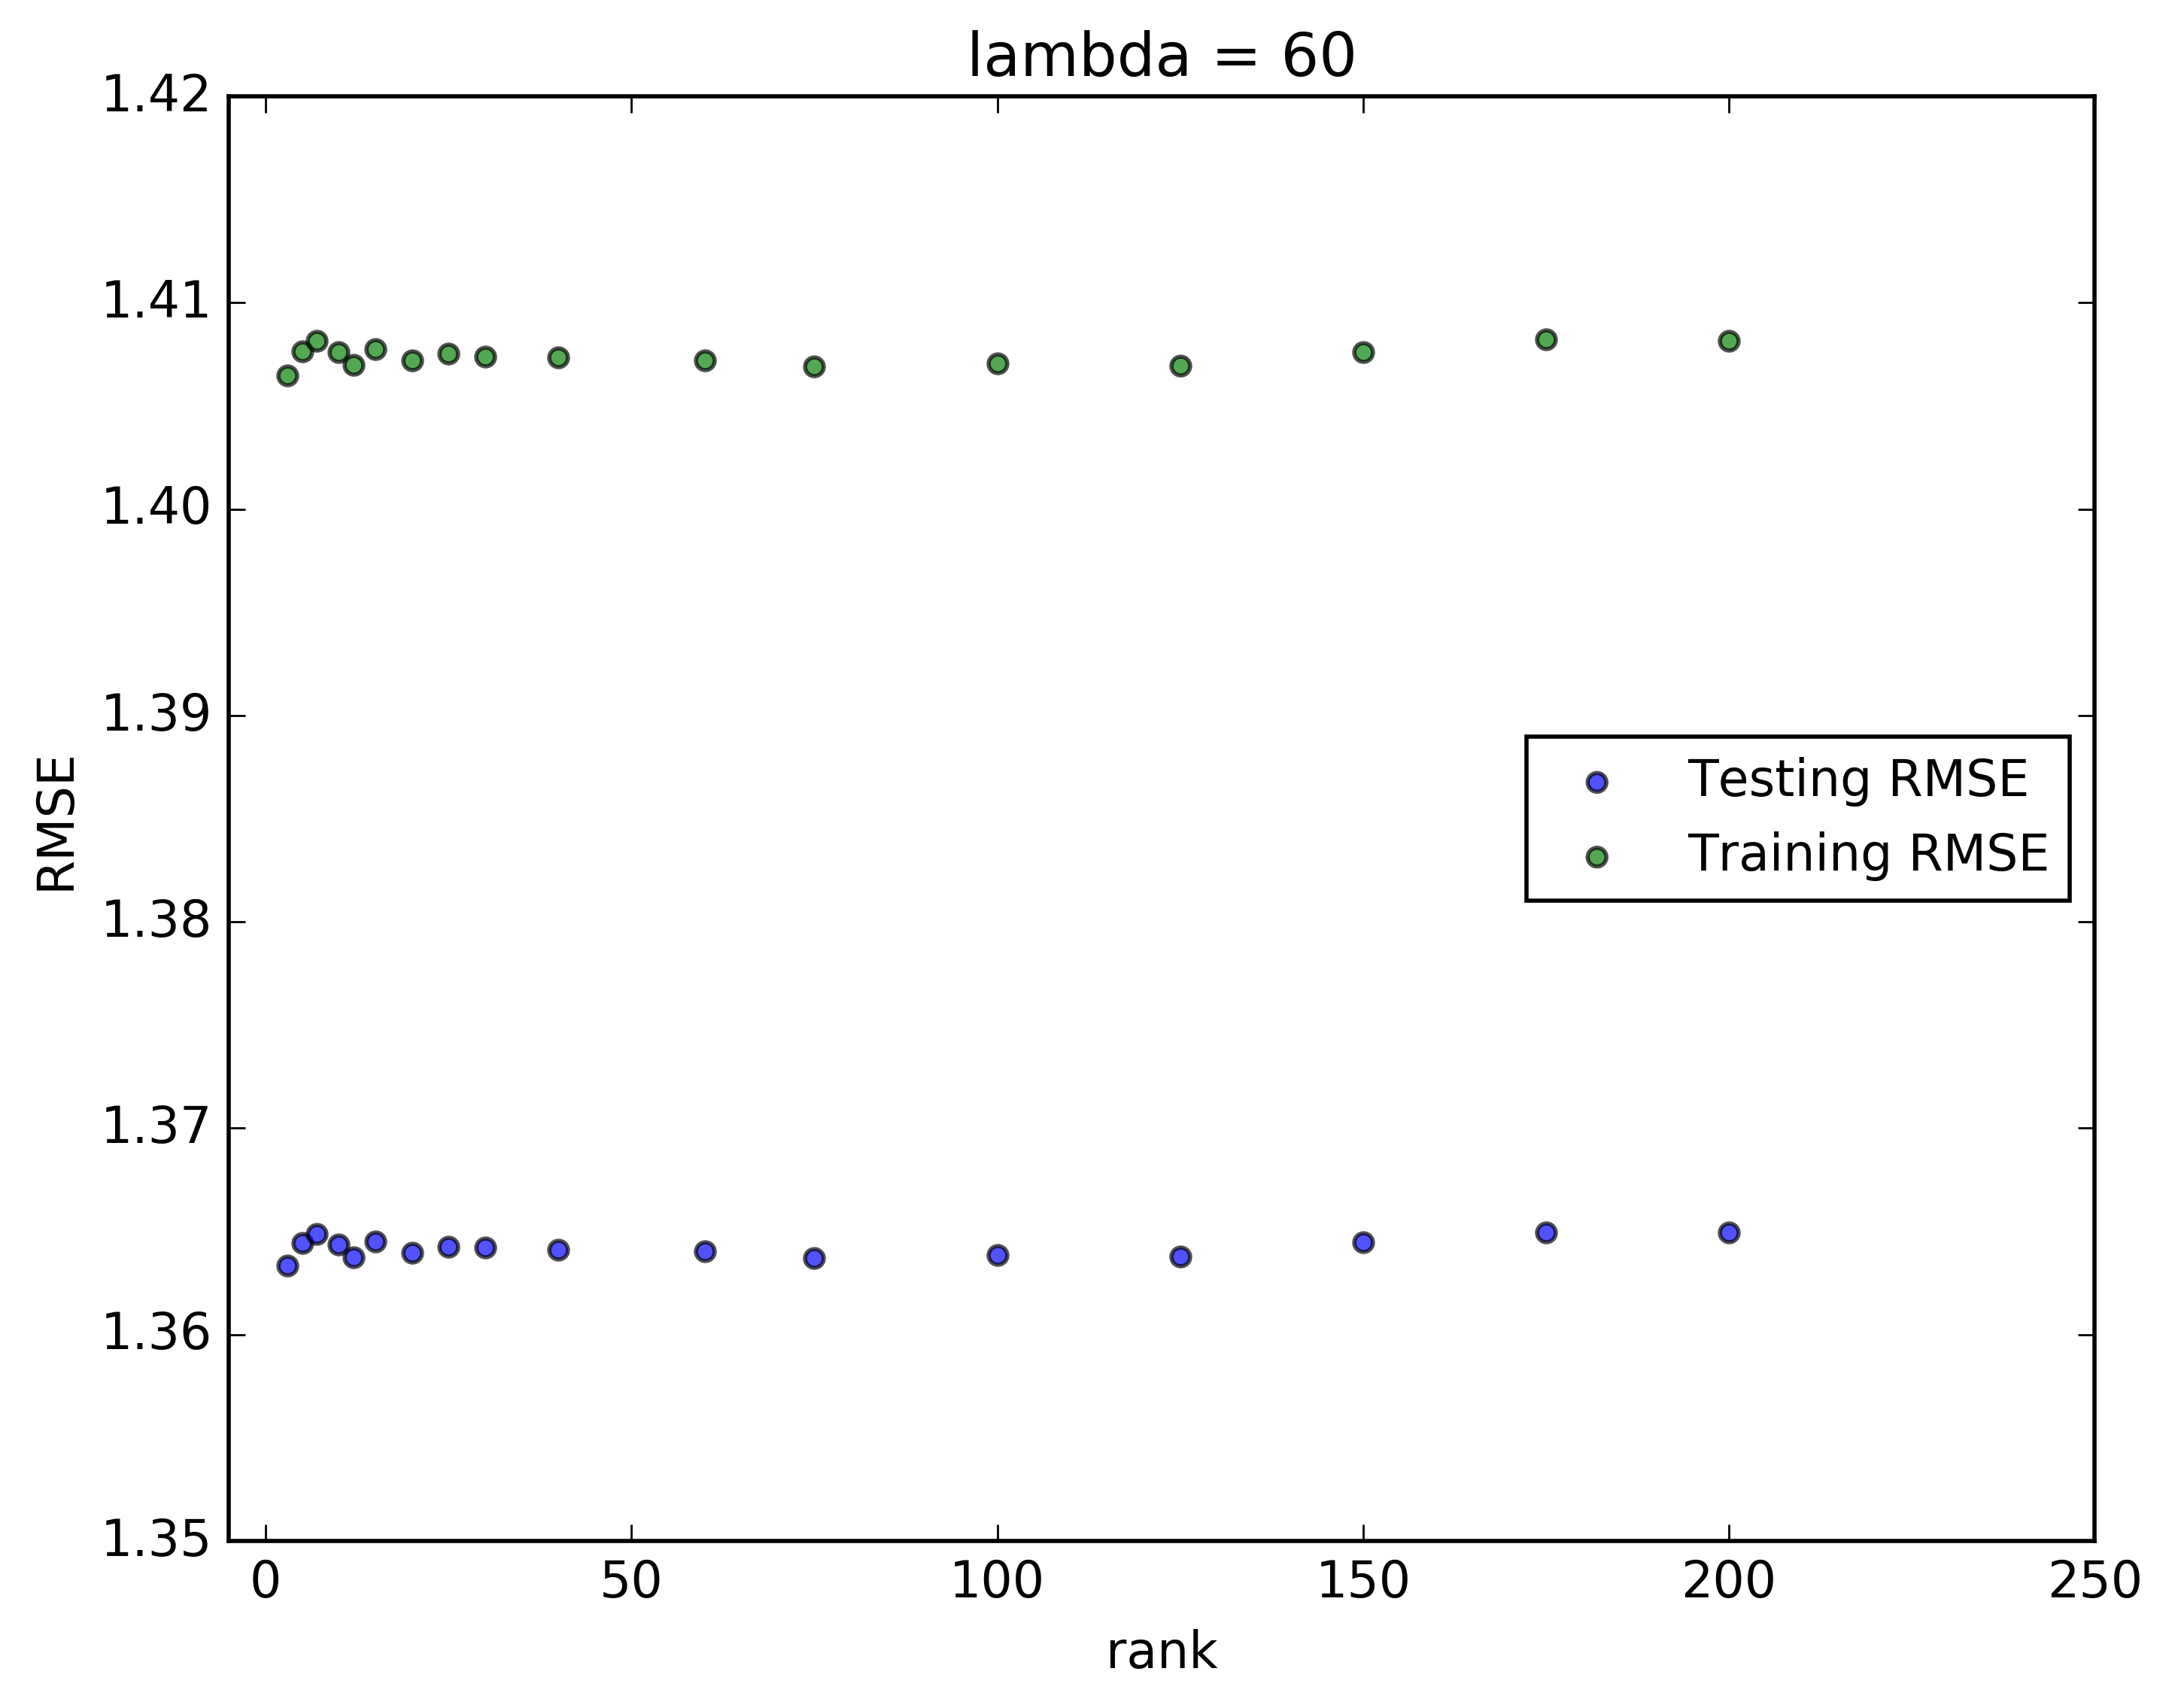 lambda = 60
1.42
1.41
1.40
1.39
1.38
1.37
1.36
1.35
RMSE
Testing RMSE
Training RMSE
0 50 100 150 200 250
rank